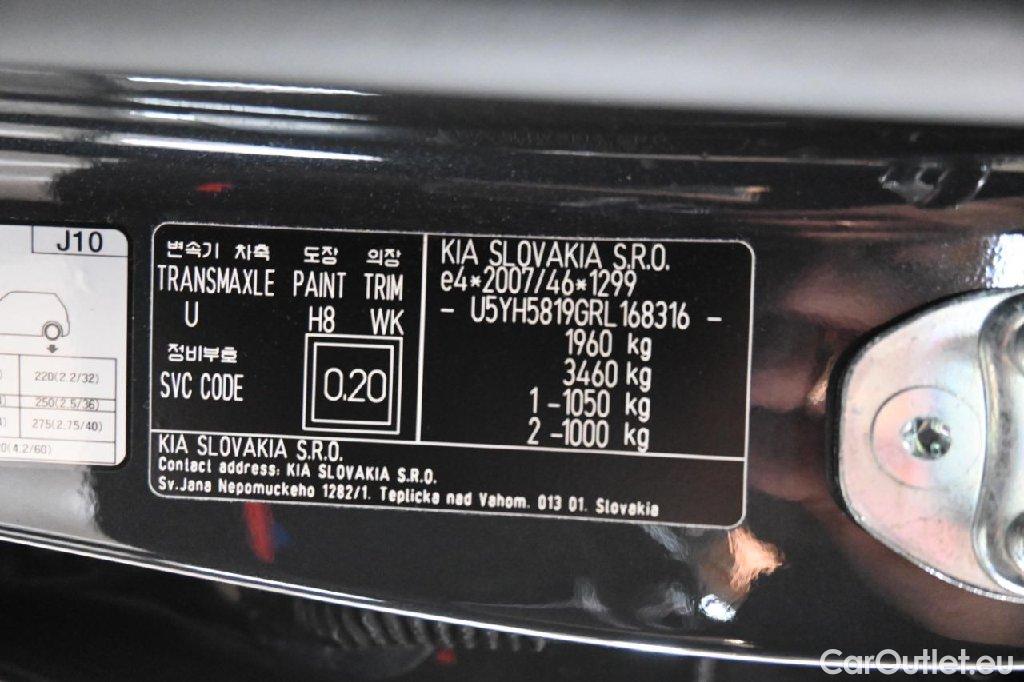 J10
220(2.2/32)
250(2.5/36)
275(2.75/40)
(4.2/60)
변속기 차축 도장 의장
TRANSMAXLE PAINT TRIM
U H8 WK
정비부호
SVC CODE 0.20
KIA SLOVAKIA S.R.O.
e4*2007/46*1299
- U5YH5819GRL168316 -
1960 kg
3460 kg
1 -1050 kg
2 -1000 kg
KIA SLOVAKIA S.R.O.
Contact address: KIA SLOVAKIA S.R.O.
Sv.Jana Nepomuckeho 1282/1. Teplicka nad Vahom. 013 01. Slovakia
CarOutlet.eu